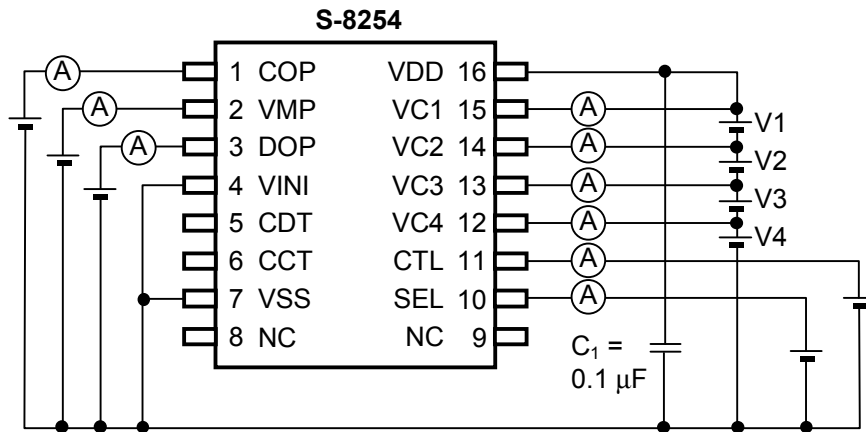 S-8254
A
1 COP
VDD 16
A
2 VMP
VC1 15
A
V1
A
3 DOP
VC2 14
A
V2
4 VINI
VC3 13
A
V3
5 CDT
VC4 12
A
V4
6 CCT
CTL 11
A
7 VSS
SEL 10
A
8 NC
NC 9
C₁ =
0.1 µF